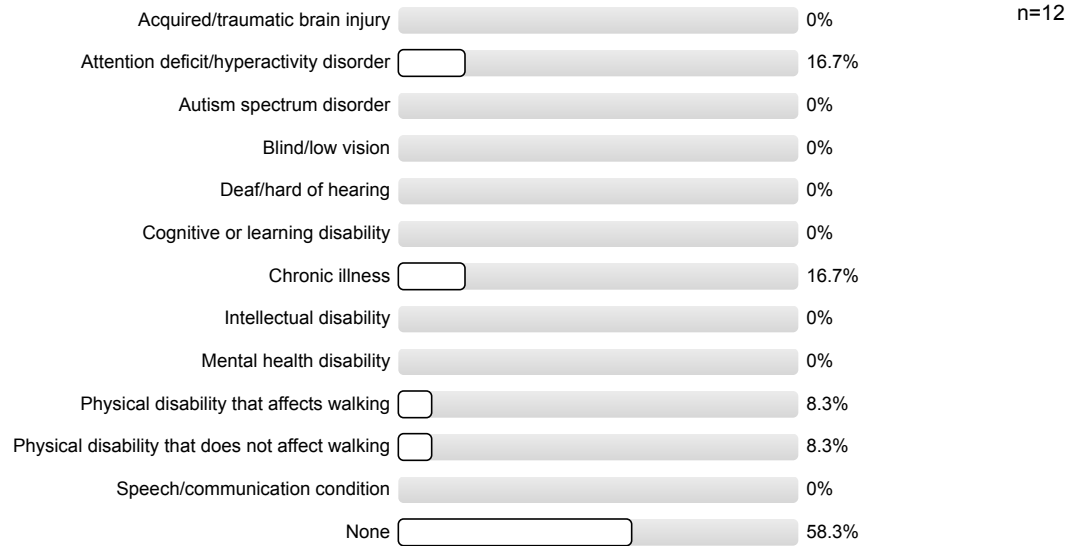 Acquired/traumatic brain injury 0% n=12
Attention deficit/hyperactivity disorder 16.7%
Autism spectrum disorder 0%
Blind/low vision 0%
Deaf/hard of hearing 0%
Cognitive or learning disability 0%
Chronic illness 16.7%
Intellectual disability 0%
Mental health disability 0%
Physical disability that affects walking 8.3%
Physical disability that does not affect walking 8.3%
Speech/communication condition 0%
None 58.3%